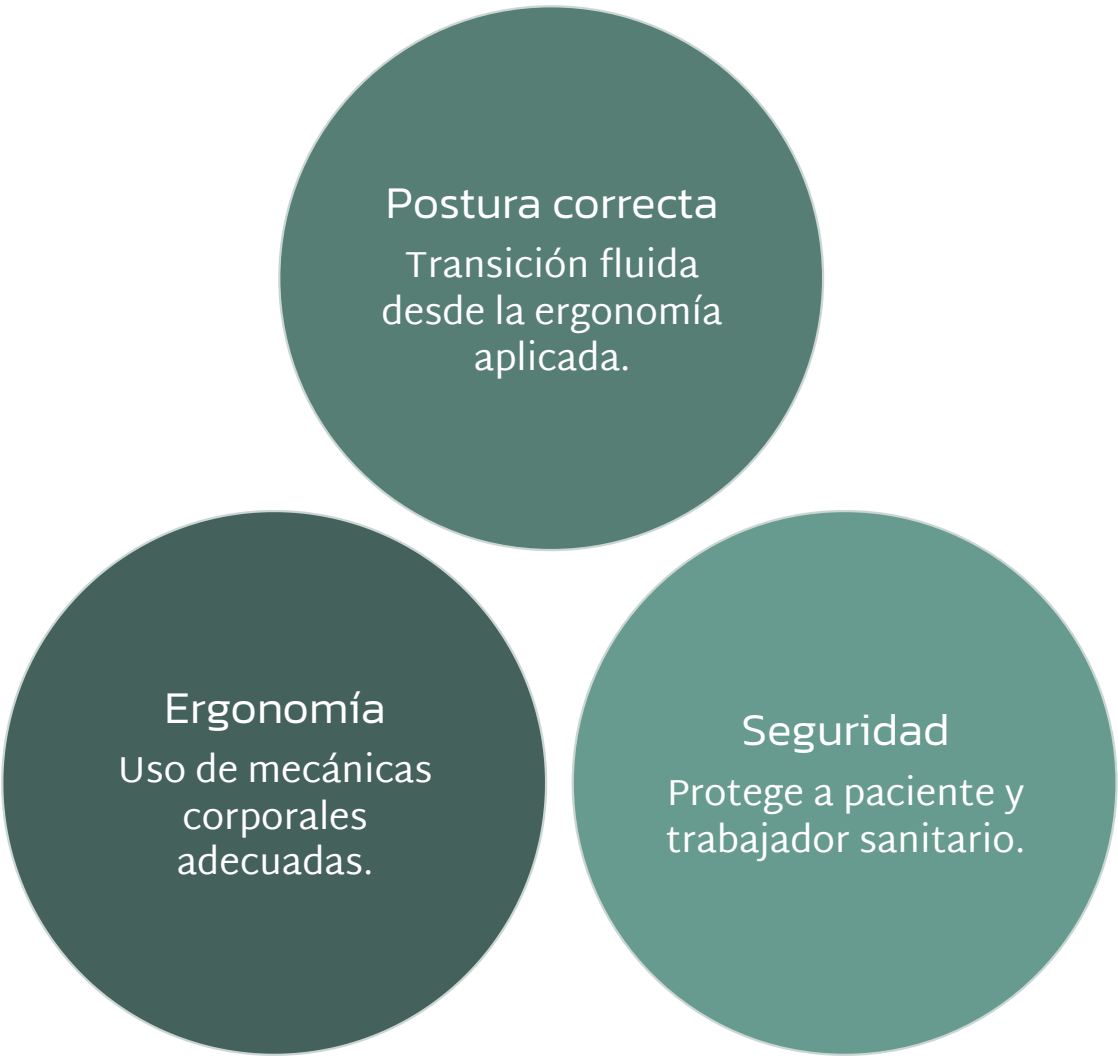 Postura correcta
Transición fluida
desde la ergonomía
aplicada.
Ergonomía
Uso de mecánicas
corporales
adecuadas.
Seguridad
Protege a paciente y
trabajador sanitario.